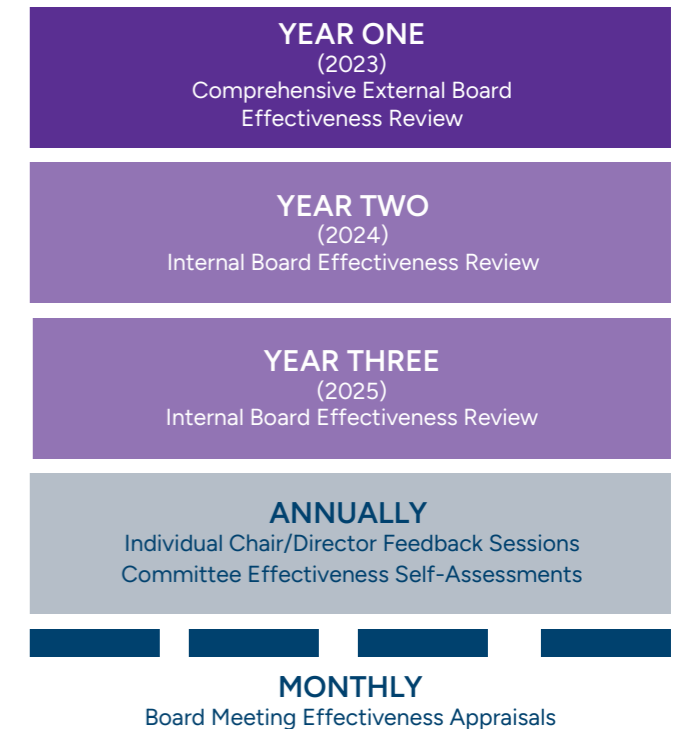 YEAR ONE
(2023)
Comprehensive External Board
Effectiveness Review
YEAR TWO
(2024)
Internal Board Effectiveness Review
YEAR THREE
(2025)
Internal Board Effectiveness Review
ANNUALLY
Individual Chair/Director Feedback Sessions
Committee Effectiveness Self-Assessments
MONTHLY
Board Meeting Effectiveness Appraisals